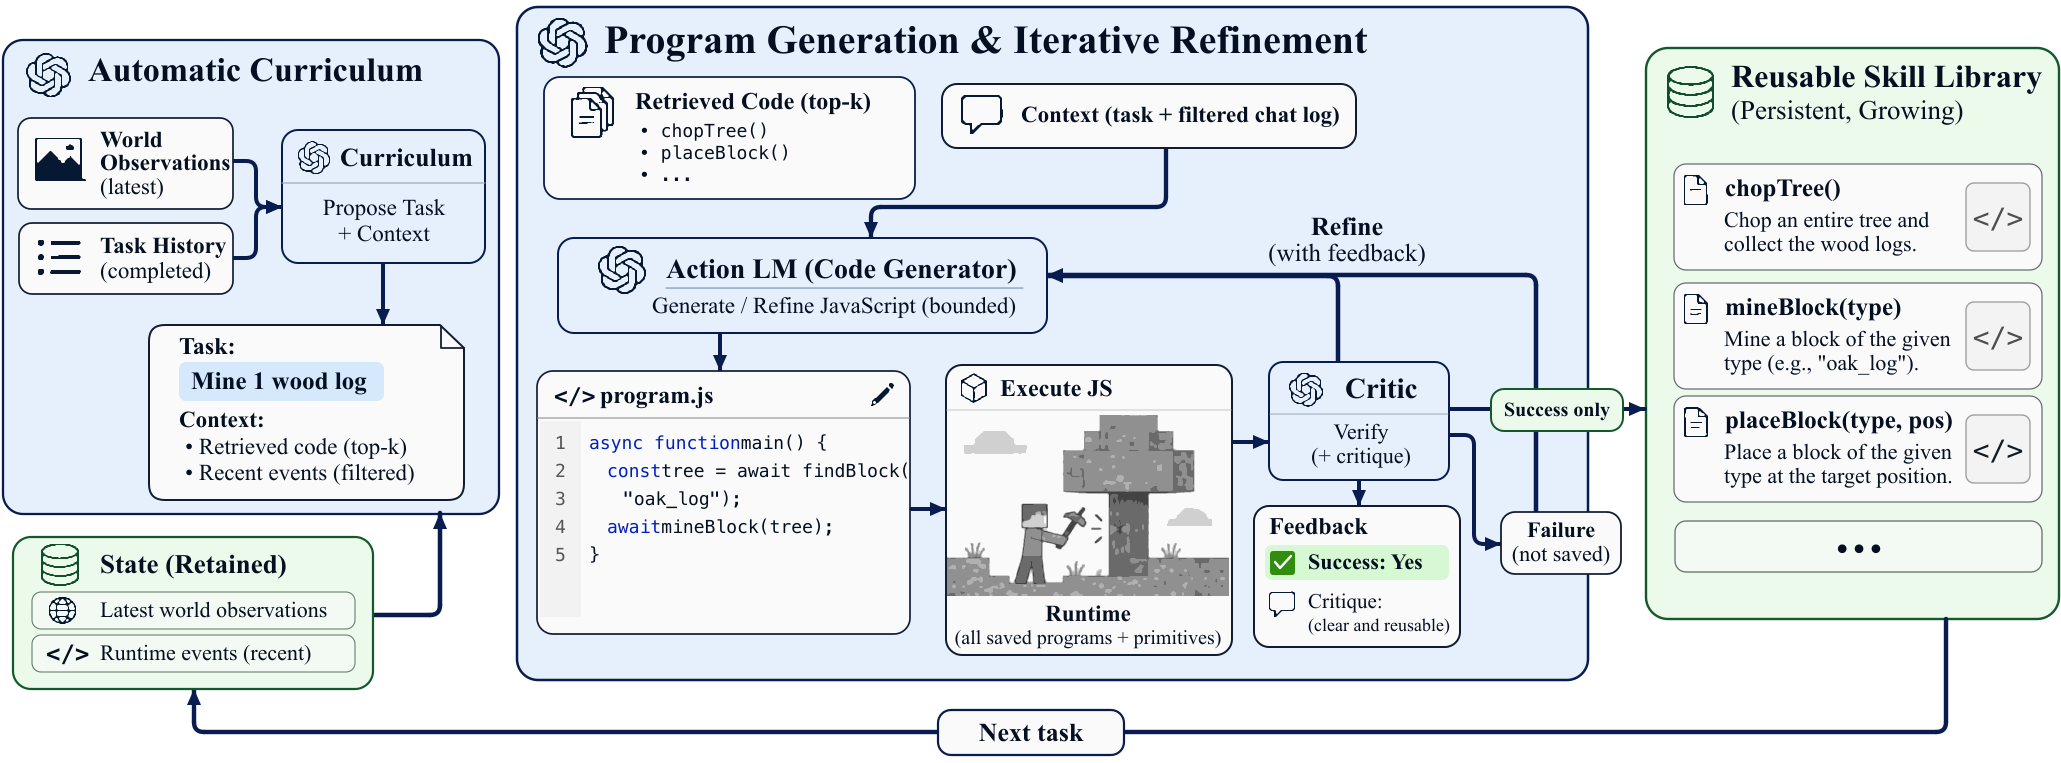 Automatic Curriculum
World
Observations
(latest)
Task History
(completed)
Curriculum
Propose Task
+ Context
Task:
Mine 1 wood log
Context:
• Retrieved code (top-k)
• Recent events (filtered)
State (Retained)
Latest world observations
</> Runtime events (recent)
Program Generation & Iterative Refinement
Retrieved Code (top-k)
• chopTree()
• placeBlock()
• ...
Context (task + filtered chat log)
Action LM (Code Generator)
Generate / Refine JavaScript (bounded)
Refine
(with feedback)
</> program.js
1 async functionmain() {
2 consttree = await findBlock(
3 "oak_log");
4 awaitmineBlock(tree);
5 }
Execute JS
Runtime
(all saved programs + primitives)
Critic
Verify
(+ critique)
Feedback
Success: Yes
Critique:
(clear and reusable)
Success only
Failure
(not saved)
Reusable Skill Library
(Persistent, Growing)
chopTree()
Chop an entire tree and
collect the wood logs.
</>
mineBlock(type)
Mine a block of the given
type (e.g., "oak_log").
</>
placeBlock(type, pos)
Place a block of the given
type at the target position.
</>
•••
Next task